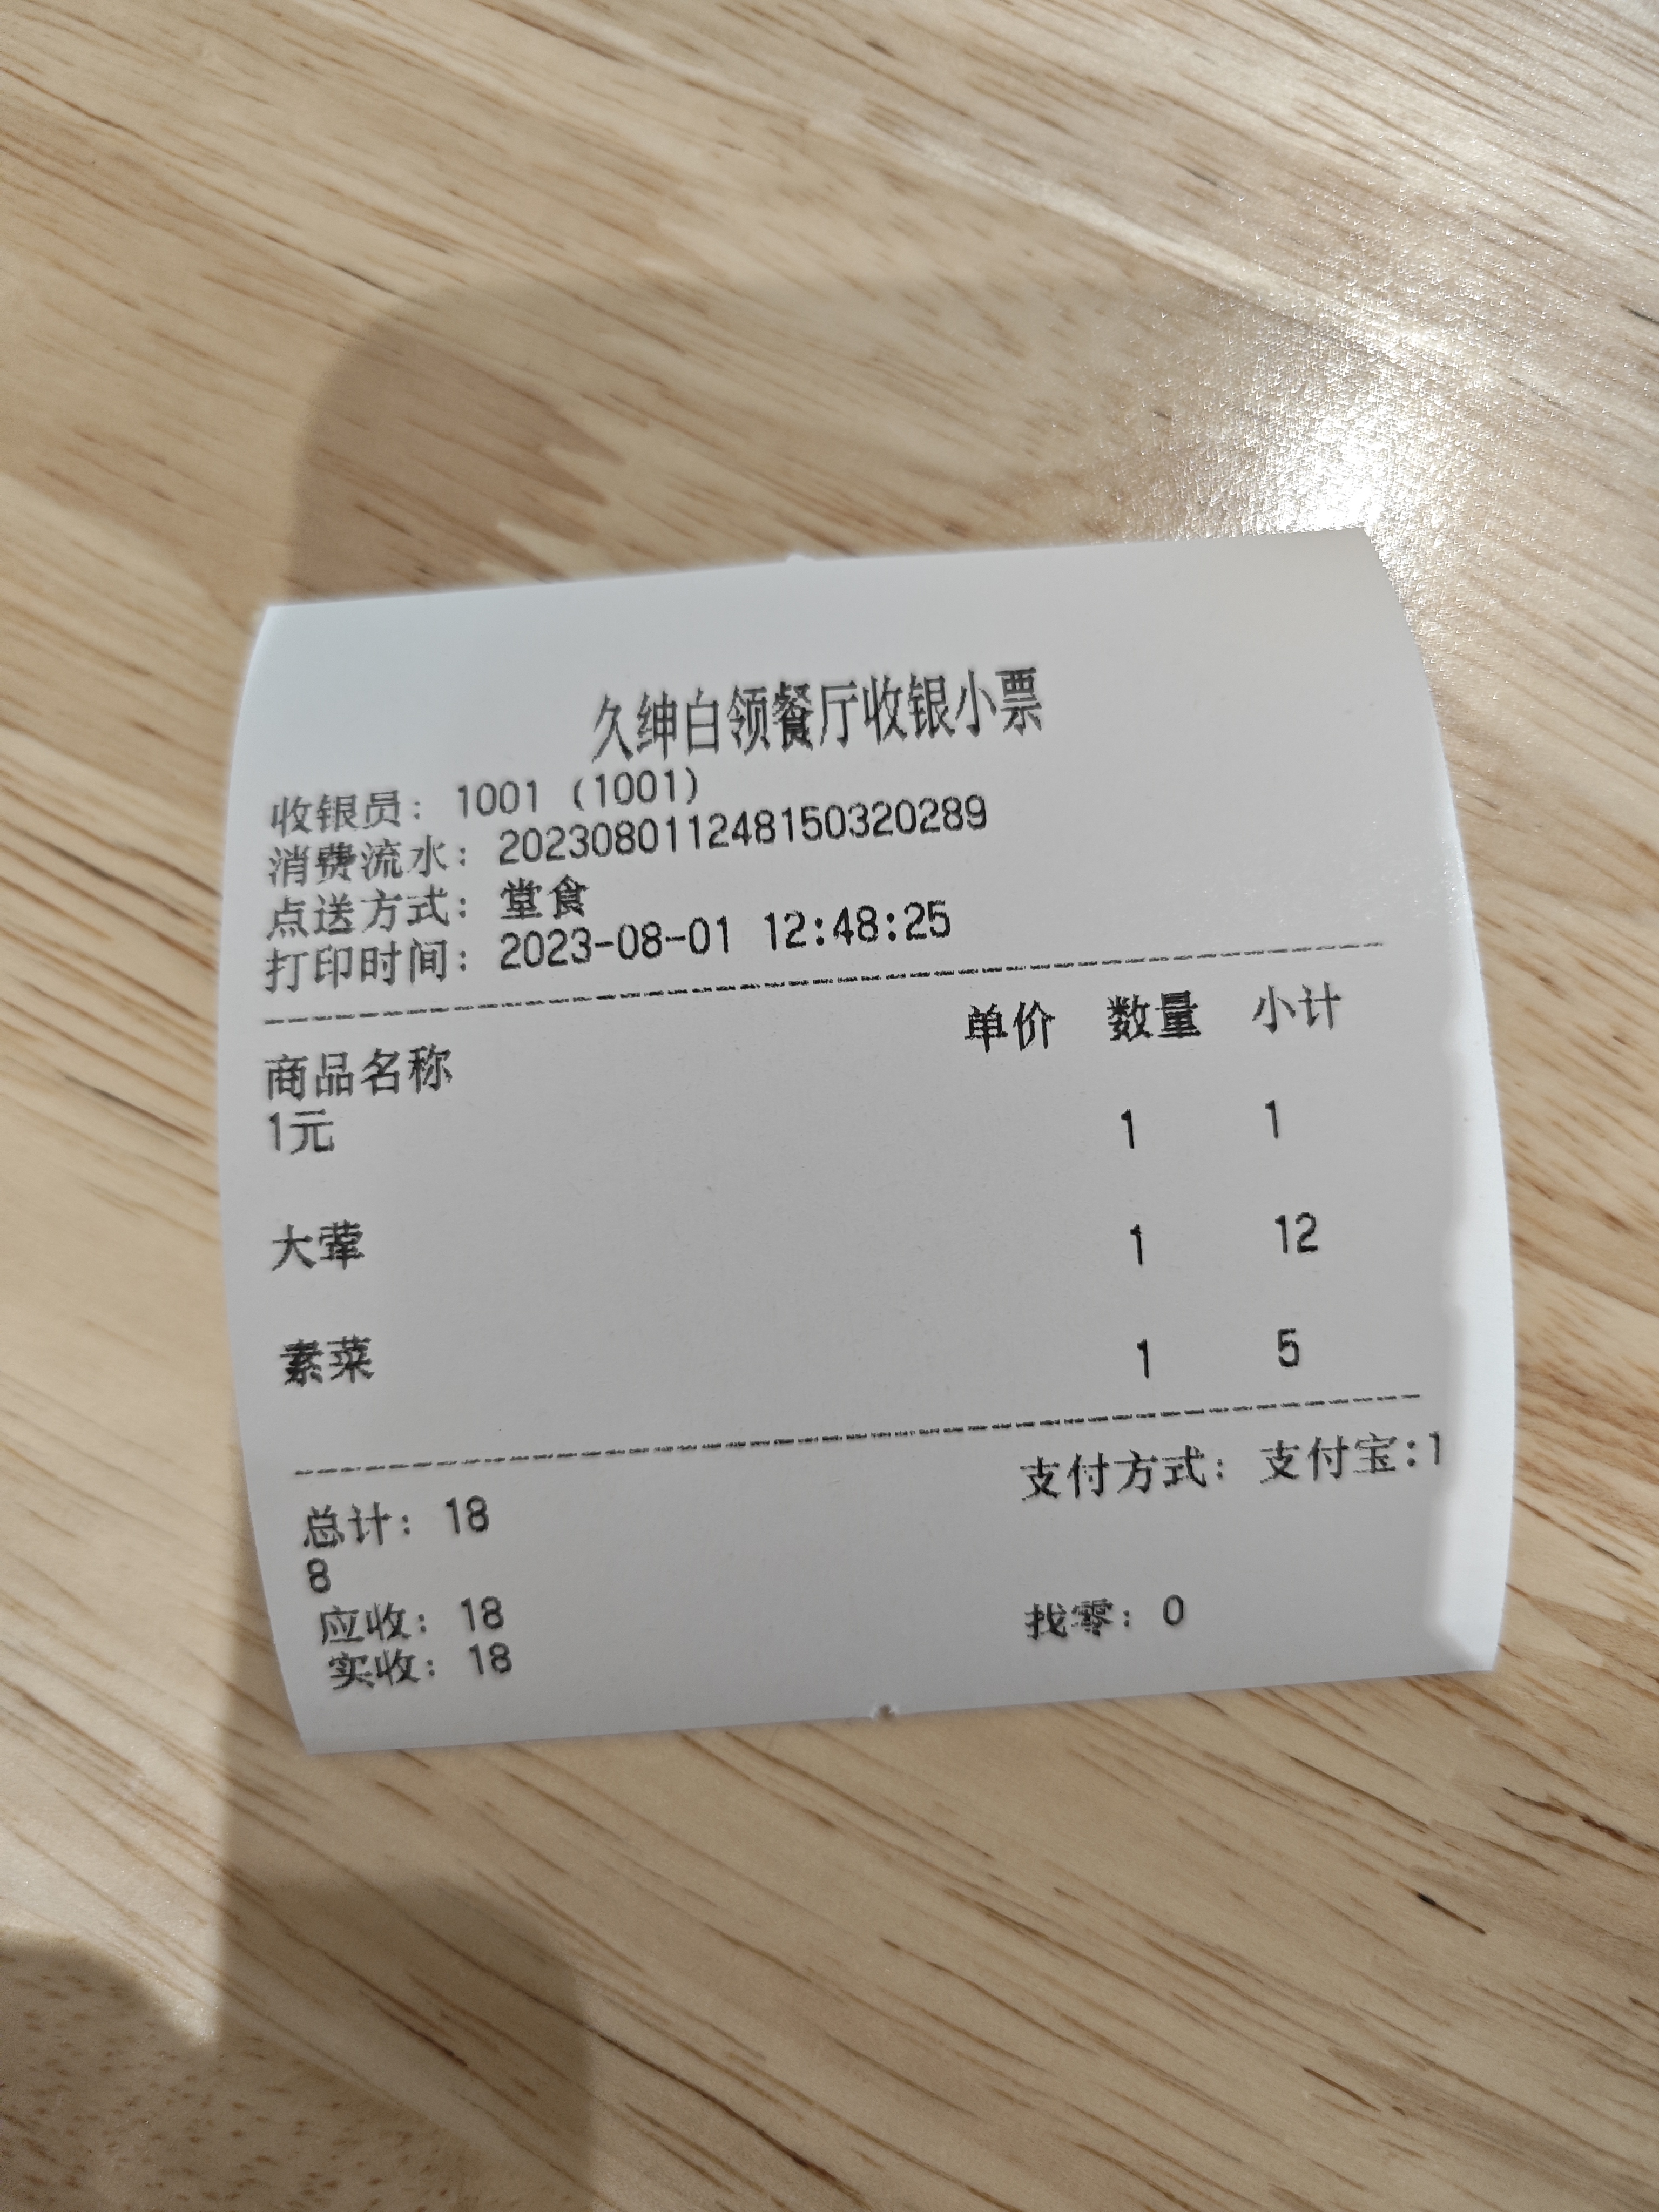 久绅白领餐厅收银小票
收银员：1001 (1001)
消费流水：202308011248150320289
点送方式：堂食
打印时间：2023-08-01 12:48:25
商品名称 单价 数量 小计
1元 1 1
大荤 1 12
素菜 1 5
总计：18 支付方式：支付宝:1
8
应收：18
实收：18 找零：0